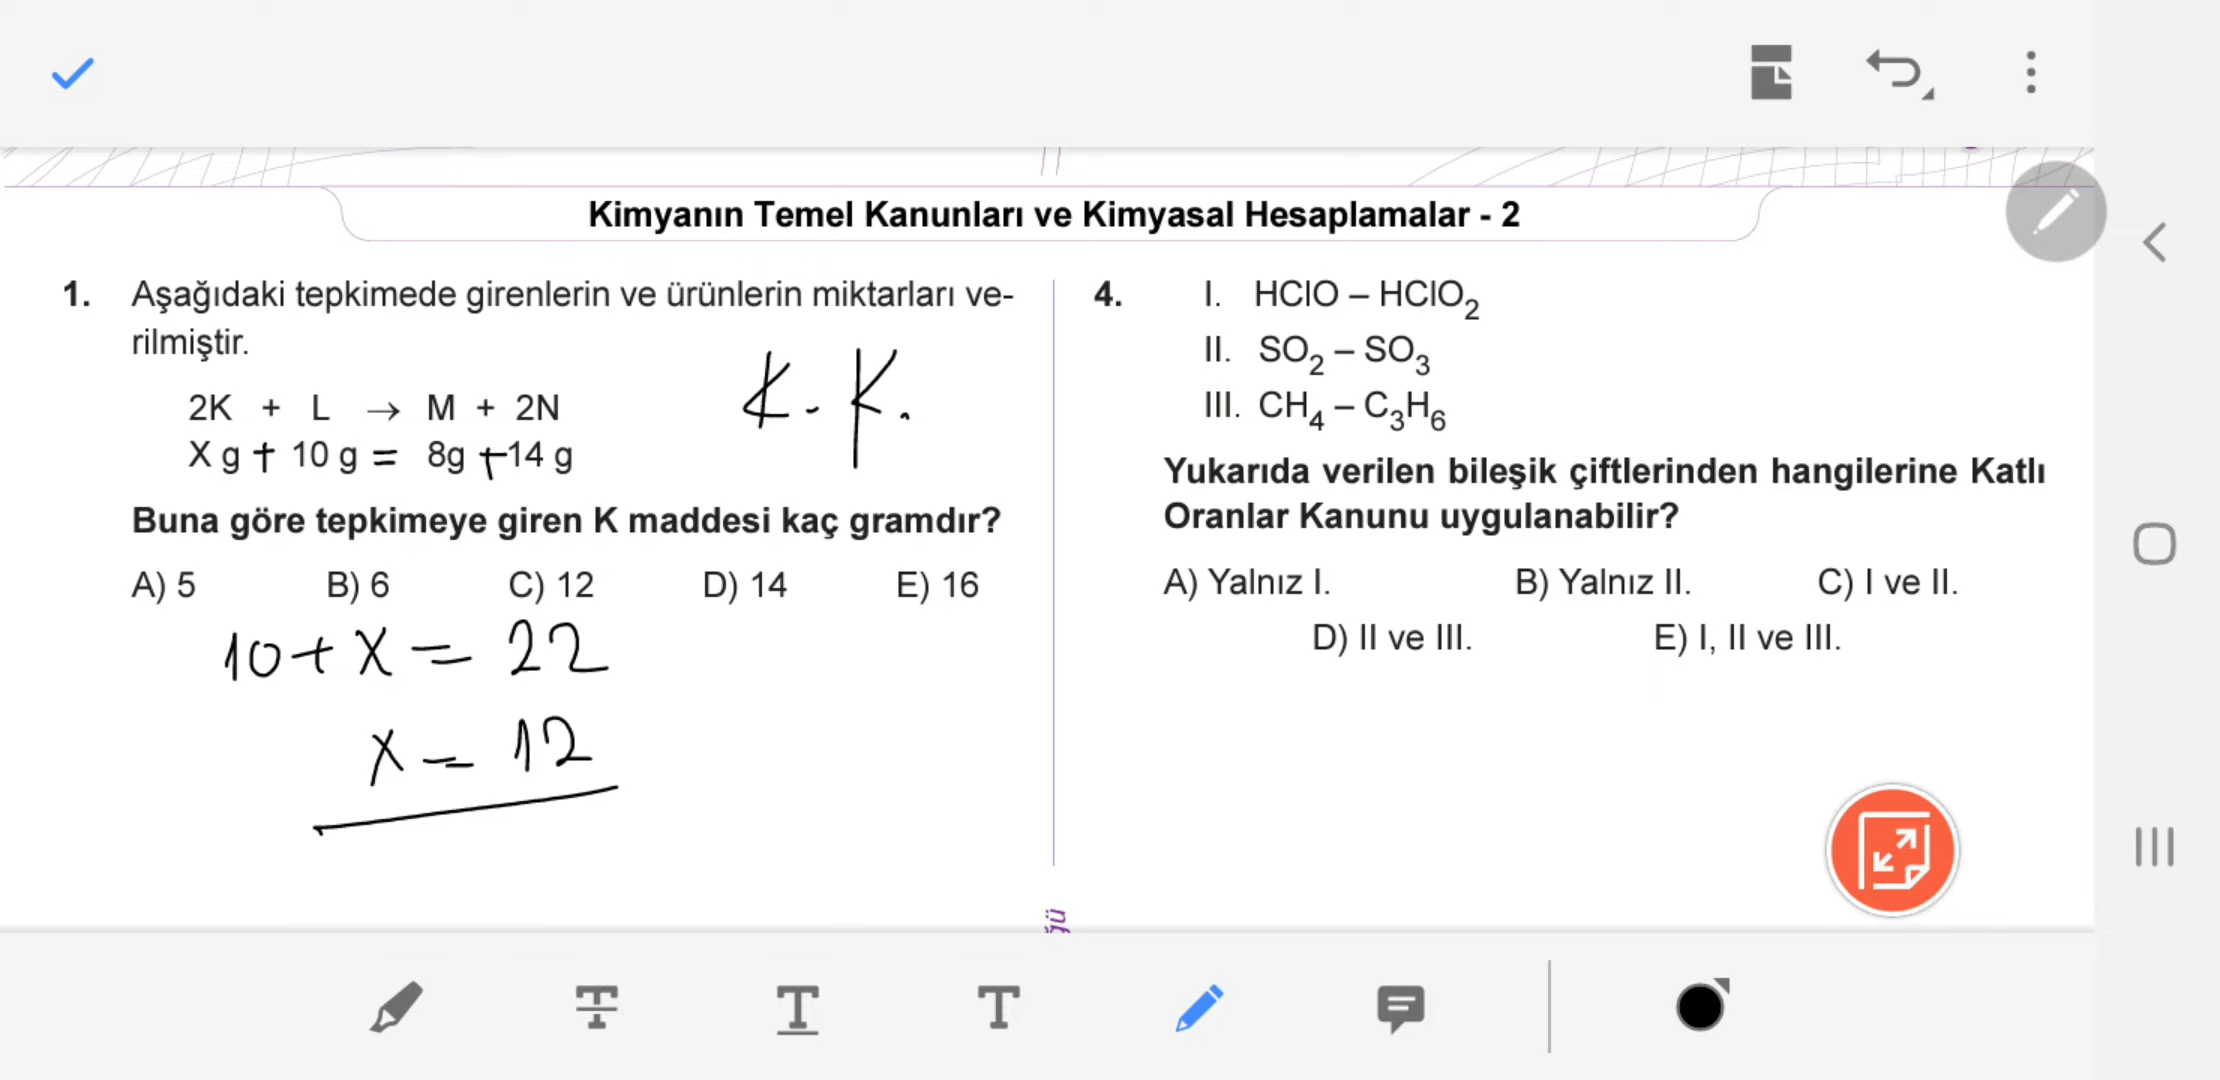 Kimyanın Temel Kanunları ve Kimyasal Hesaplamalar - 2
1. Aşağıdaki tepkimede girenlerin ve ürünlerin miktarları ve-
rilmiştir.
K. K.
2K + L → M + 2N
X g + 10 g = 8g + 14 g
Buna göre tepkimeye giren K maddesi kaç gramdır?
A) 5 B) 6 C) 12 D) 14 E) 16
10 + x = 22
x = 12
4. I. HClO – HClO₂
II. SO₂ – SO₃
III. CH₄ – C₃H₆
Yukarıda verilen bileşik çiftlerinden hangilerine Katlı
Oranlar Kanunu uygulanabilir?
A) Yalnız I. B) Yalnız II. C) I ve II.
D) II ve III. E) I, II ve III.
ğü